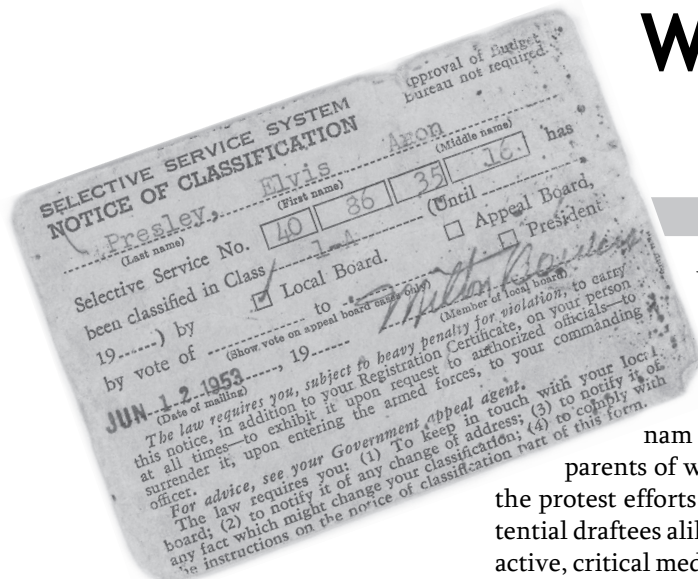 W
pproval of Budget
Bureau not required.
SELECTIVE SERVICE SYSTEM
NOTICE OF CLASSIFICATION
Presley, Elvis Aron
(Last name) (First name) (Middle name)
Selective Service No. 40 86 35 16 has
been classified in Class 1-A (Until
19......) by ✓ Local Board. Appeal Board,
President
by vote of to
(Show vote on appeal board cases only)
JUN 12 1953, 19
(Date of mailing) (Member of local board)
The law requires you, subject to heavy penalty for violation, to carry
this notice, in addition to your Registration Certificate, on your person
at all times—to exhibit it upon request to authorized officials—to
surrender it, upon entering the armed forces, to your commanding
officer.
For advice, see your Government appeal agent.
The law requires you: (1) To keep in touch with your local
board; (2) to notify it of any change of address; (3) to notify it of
any fact which might change your classification; (4) to comply with
he instructions on the notice of classification part of this form.
nam
parents of w
the protest efforts
tential draftees alik
active, critical med